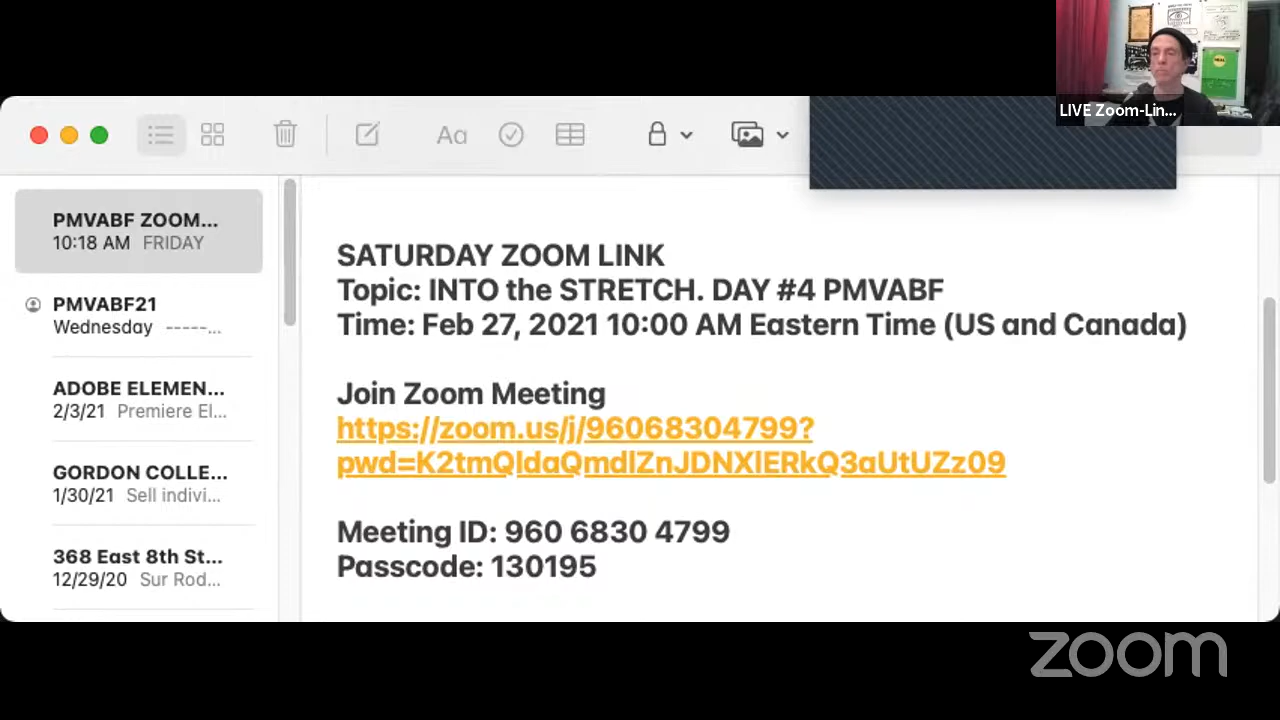 LIVE Zoom-Lin...
Aa
PMVABF ZOOM...
10:18 AM FRIDAY
PMVABF21
Wednesday -----...
ADOBE ELEMEN...
2/3/21 Premiere El...
GORDON COLLE...
1/30/21 Sell indivi...
368 East 8th St...
12/29/20 Sur Rod...
SATURDAY ZOOM LINK
Topic: INTO the STRETCH. DAY #4 PMVABF
Time: Feb 27, 2021 10:00 AM Eastern Time (US and Canada)
Join Zoom Meeting
https://zoom.us/j/96068304799?
pwd=K2tmQldaQmdlZnJDNXlERkQ3aUtUZz09
Meeting ID: 960 6830 4799
Passcode: 130195
zoom